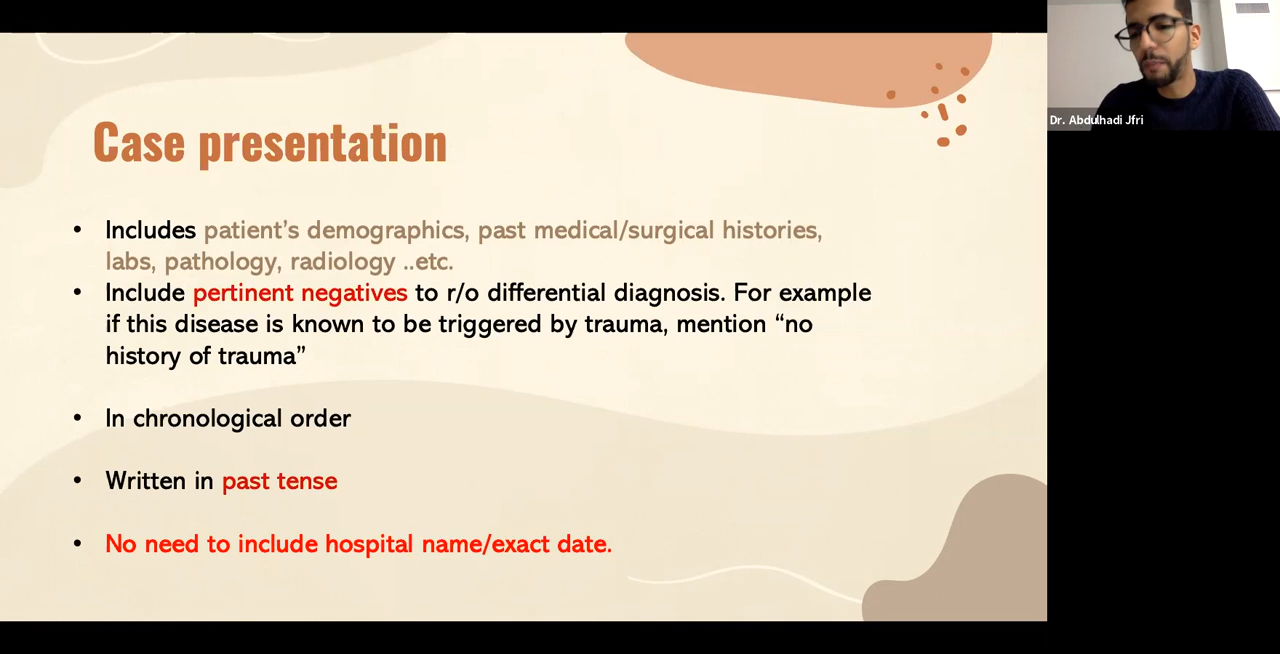 Case presentation
• Includes patient’s demographics, past medical/surgical histories,
labs, pathology, radiology ..etc.
• Include pertinent negatives to r/o differential diagnosis. For example
if this disease is known to be triggered by trauma, mention “no
history of trauma”
• In chronological order
• Written in past tense
• No need to include hospital name/exact date.
Dr. Abdulhadi Jfri